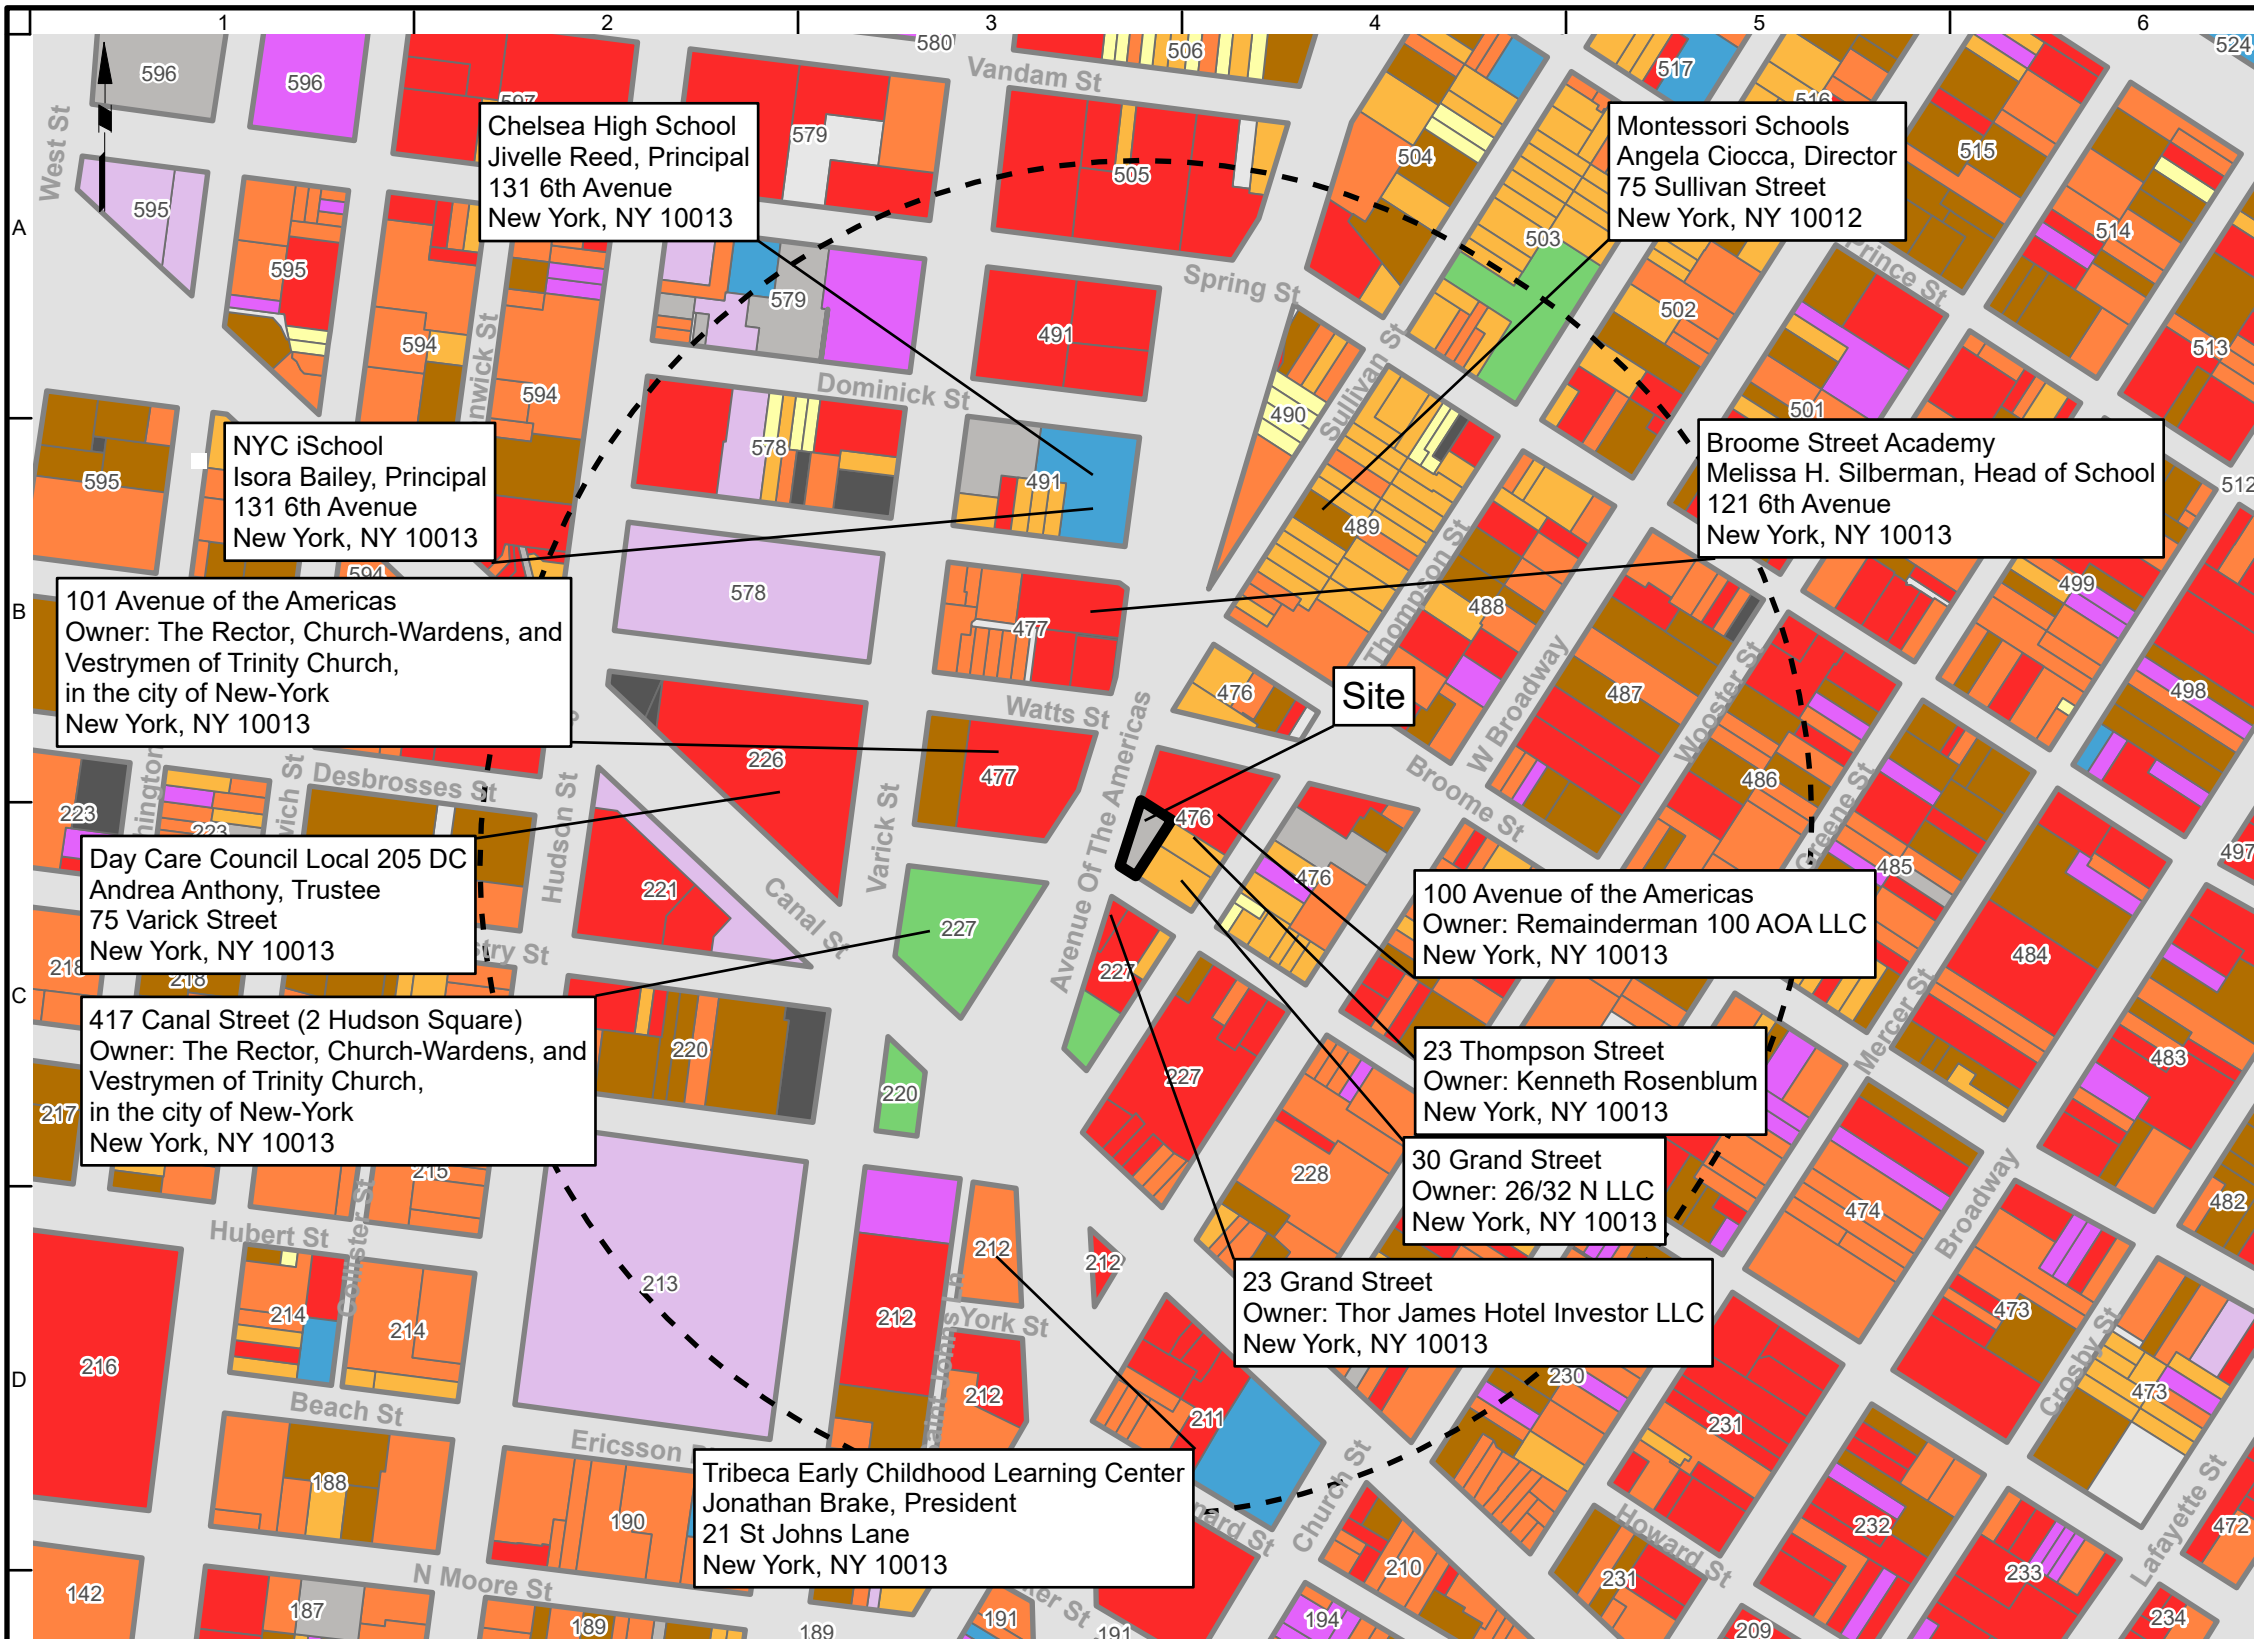 1 2 3 4 5 6
A
B
C
D
Chelsea High School
Jivelle Reed, Principal
131 6th Avenue
New York, NY 10013
Montessori Schools
Angela Ciocca, Director
75 Sullivan Street
New York, NY 10012
NYC iSchool
Isora Bailey, Principal
131 6th Avenue
New York, NY 10013
Broome Street Academy
Melissa H. Silberman, Head of School
121 6th Avenue
New York, NY 10013
101 Avenue of the Americas
Owner: The Rector, Church-Wardens, and
Vestrymen of Trinity Church,
in the city of New-York
New York, NY 10013
Site
Day Care Council Local 205 DC
Andrea Anthony, Trustee
75 Varick Street
New York, NY 10013
100 Avenue of the Americas
Owner: Remainderman 100 AOA LLC
New York, NY 10013
417 Canal Street (2 Hudson Square)
Owner: The Rector, Church-Wardens, and
Vestrymen of Trinity Church,
in the city of New-York
New York, NY 10013
23 Thompson Street
Owner: Kenneth Rosenblum
New York, NY 10013
30 Grand Street
Owner: 26/32 N LLC
New York, NY 10013
23 Grand Street
Owner: Thor James Hotel Investor LLC
New York, NY 10013
Tribeca Early Childhood Learning Center
Jonathan Brake, President
21 St Johns Lane
New York, NY 10013
West St
Vandam St
Spring St
Prince St
Dominick St
Sullivan St
Thompson St
W Broadway
Wooster St
Watts St
Broome St
Greene St
Desbrosses St
Hudson St
Varick St
Canal St
Avenue Of The Americas
Mercer St
Broadway
Hubert St
Collister St
York St
Beach St
Ericsson
Church St
Crosby St
Howard St
Lafayette St
N Moore St
596
596
597
580
506
517
516
524
579
505
504
515
595
595
579
503
514
594
594
491
502
513
490
501
595
578
491
489
512
594
578
477
488
499
476
487
498
226
477
486
223
223
476
497
221
476
485
227
227
484
218
218
220
227
483
217
220
215
228
482
474
213
212
212
473
214
214
212
216
212
230
473
211
231
188
190
232
472
142
187
189
189
191
191
210
231
233
194
209
234